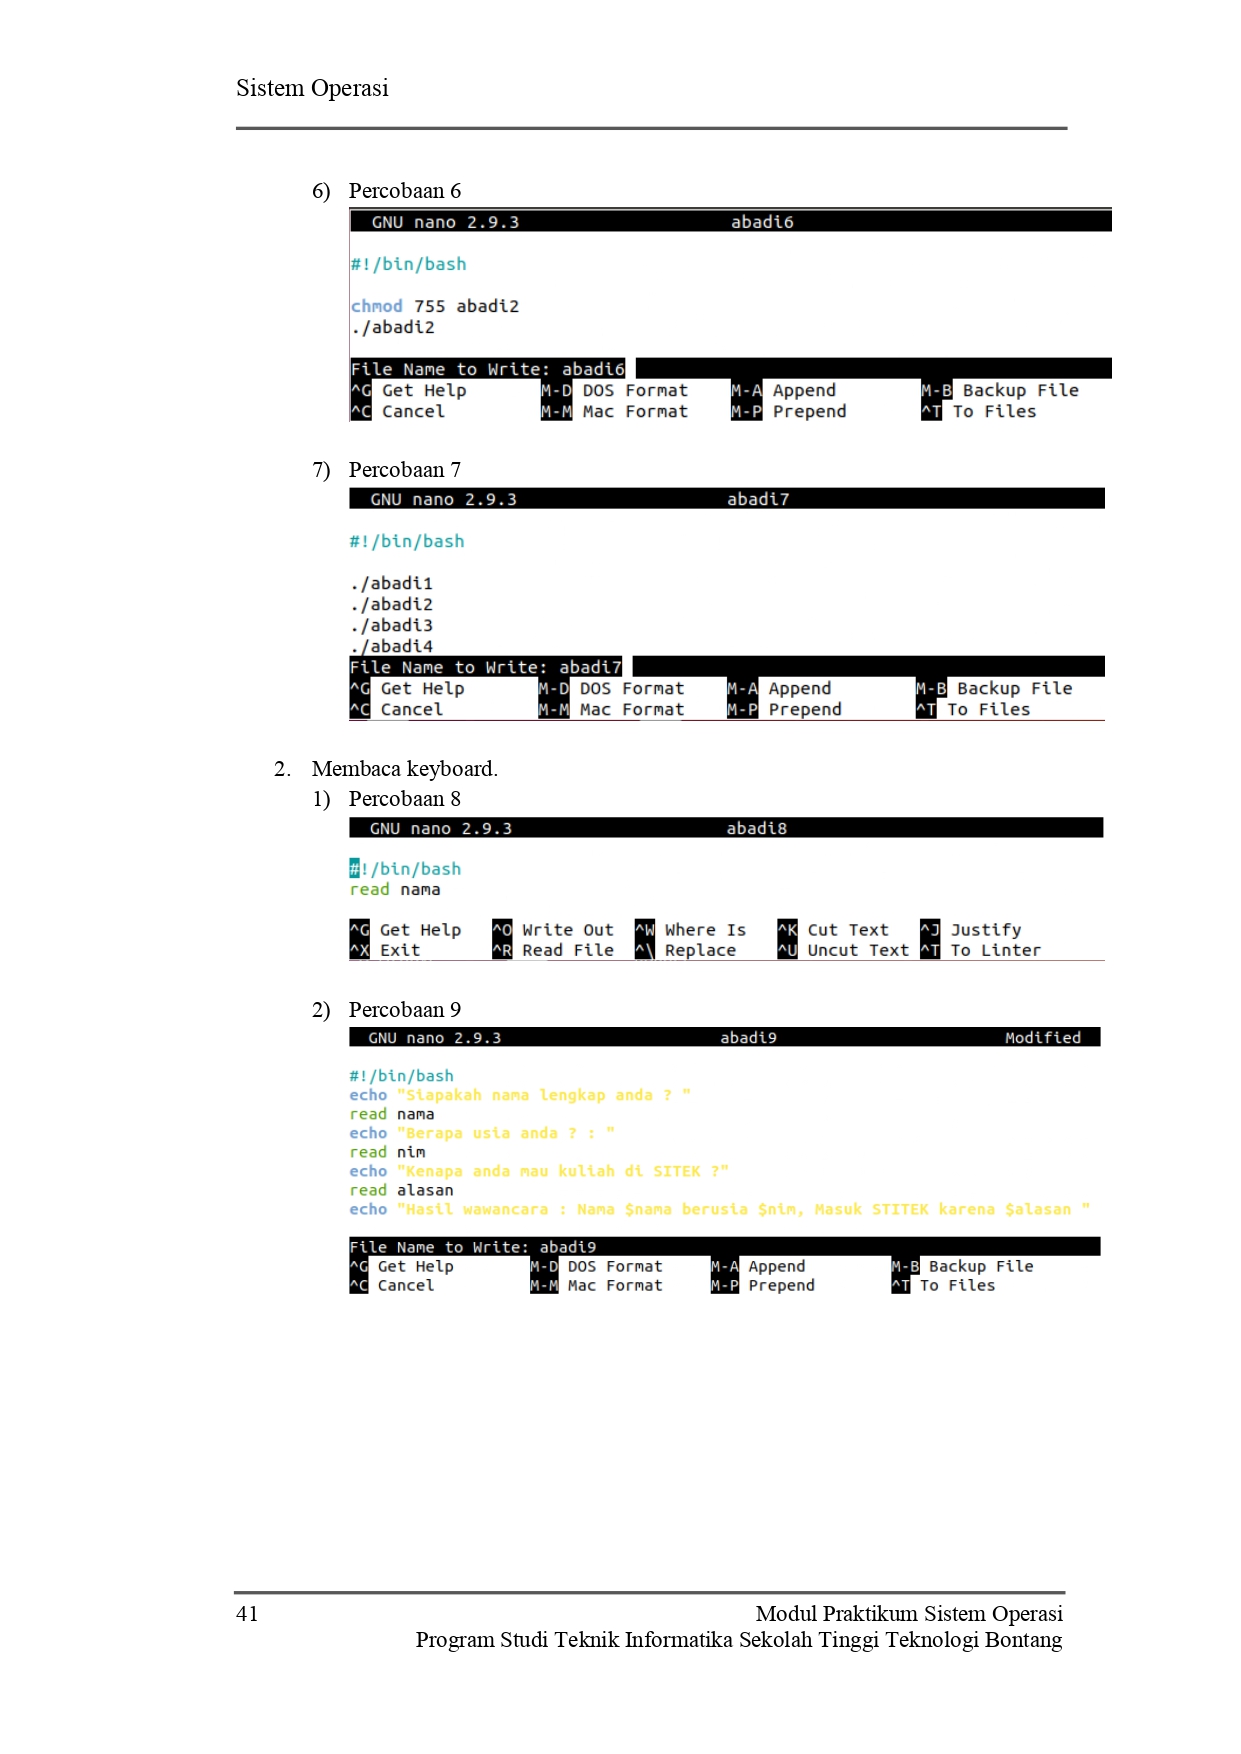 Sistem Operasi
6) Percobaan 6
GNU nano 2.9.3 abadi6
#!/bin/bash
chmod 755 abadi2
./abadi2
File Name to Write: abadi6
^G Get Help M-D DOS Format M-A Append M-B Backup File
^C Cancel M-M Mac Format M-P Prepend ^T To Files
7) Percobaan 7
GNU nano 2.9.3 abadi7
#!/bin/bash
./abadi1
./abadi2
./abadi3
./abadi4
File Name to Write: abadi7
^G Get Help M-D DOS Format M-A Append M-B Backup File
^C Cancel M-M Mac Format M-P Prepend ^T To Files
2. Membaca keyboard.
1) Percobaan 8
GNU nano 2.9.3 abadi8
#!/bin/bash
read nama
^G Get Help ^O Write Out ^W Where Is ^K Cut Text ^J Justify
^X Exit ^R Read File ^\ Replace ^U Uncut Text ^T To Linter
2) Percobaan 9
GNU nano 2.9.3 abadi9 Modified
#!/bin/bash
echo "Siapakah nama lengkap anda ? "
read nama
echo "Berapa usia anda ? : "
read nim
echo "Kenapa anda mau kuliah di SITEK ?"
read alasan
echo "Hasil wawancara : Nama $nama berusia $nim, Masuk STITEK karena $alasan "
File Name to Write: abadi9
^G Get Help M-D DOS Format M-A Append M-B Backup File
^C Cancel M-M Mac Format M-P Prepend ^T To Files
41 Modul Praktikum Sistem Operasi
Program Studi Teknik Informatika Sekolah Tinggi Teknologi Bontang